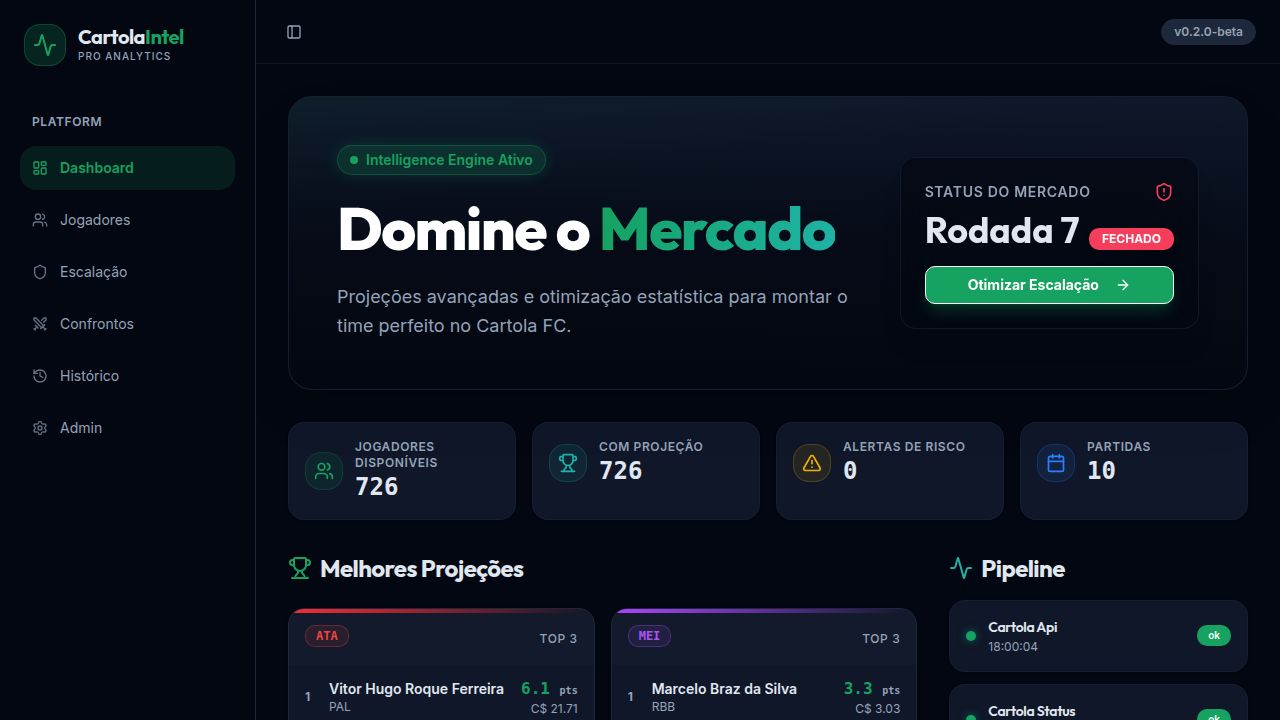 CartolaIntel
PRO ANALYTICS
PLATFORM
Dashboard
Jogadores
Escalação
Confrontos
Histórico
Admin
v0.2.0-beta
Intelligence Engine Ativo
Domine o Mercado
Projeções avançadas e otimização estatística para montar o
time perfeito no Cartola FC.
STATUS DO MERCADO
Rodada 7
FECHADO
Otimizar Escalação
JOGADORES
DISPONÍVEIS
726
COM PROJEÇÃO
726
ALERTAS DE RISCO
0
PARTIDAS
10
Melhores Projeções
ATA
TOP 3
1 Vitor Hugo Roque Ferreira 6.1 pts
PAL C$ 21.71
MEI
TOP 3
1 Marcelo Braz da Silva 3.3 pts
RBB C$ 3.03
Pipeline
Cartola Api
18:00:04
ok
Cartola Status
ok